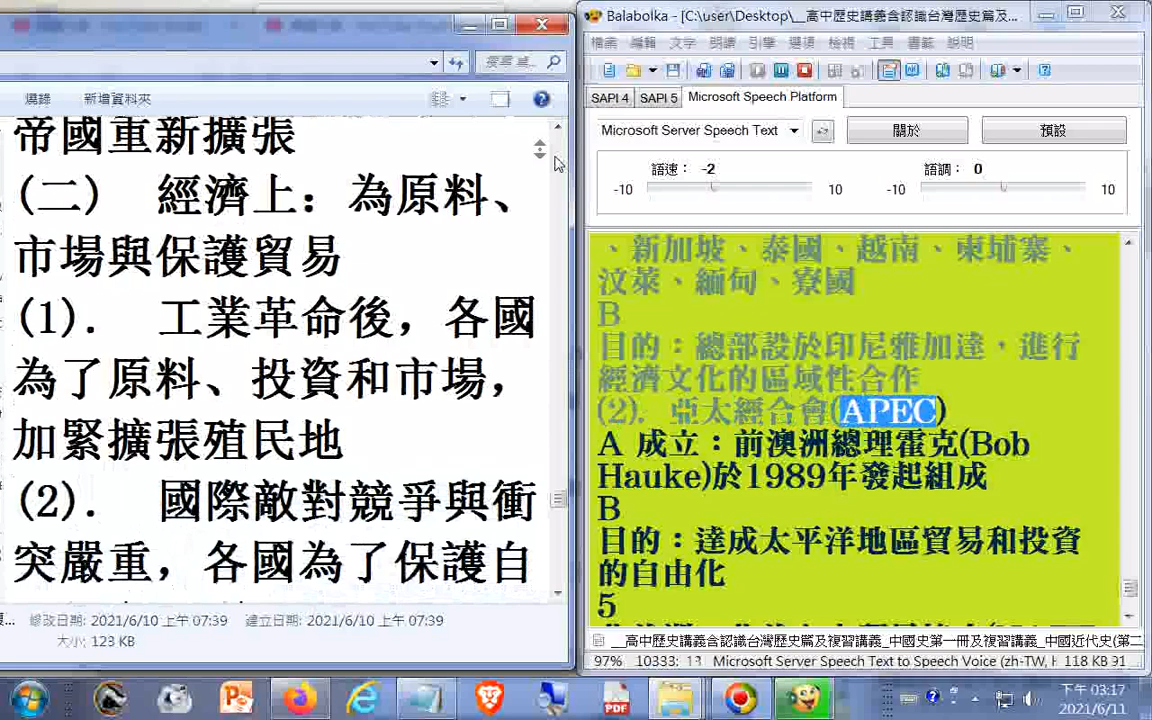 搜尋 桌...
燒錄 新增資料夾
帝國重新擴張
(二) 經濟上：為原料、
市場與保護貿易
(1). 工業革命後，各國
為了原料、投資和市場，
加緊擴張殖民地
(2). 國際敵對競爭與衝
突嚴重，各國為了保護自
修改日期: 2021/6/10 上午 07:39 建立日期: 2021/6/10 上午 07:39
大小: 123 KB
Balabolka - [C:\user\Desktop\__高中歷史講義含認識台灣歷史篇及...
檔案 編輯 文字 朗讀 引擎 選項 檢視 工具 書籤 說明
SAPI 4 SAPI 5 Microsoft Speech Platform
Microsoft Server Speech Text 關於 預設
語速： -2 語調： 0
-10 10 -10 10
、新加坡、泰國、越南、柬埔寨、
汶萊、緬甸、寮國
B
目的：總部設於印尼雅加達，進行
經濟文化的區域性合作
(2). 亞太經合會(APEC)
A 成立：前澳洲總理霍克(Bob
Hauke)於1989年發起組成
B
目的：達成太平洋地區貿易和投資
的自由化
5
__高中歷史講義含認識台灣歷史篇及複習講義_中國史第一冊及複習講義_中國近代史(第二
97% 10333: 13 Microsoft Server Speech Text to Speech Voice (zh-TW, H 118 KB 91
下午 03:17
2021/6/11